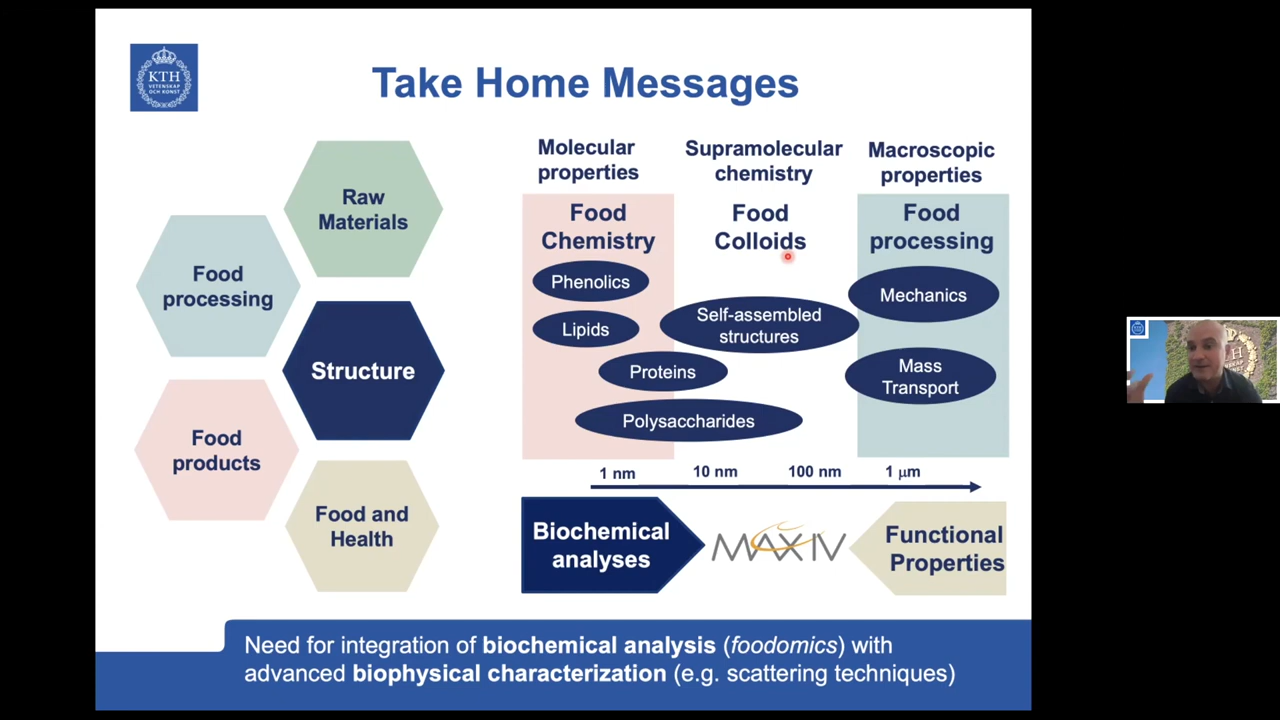 KTH
VETENSKAP
OCH KONST
Take Home Messages
Raw
Materials
Food
processing
Structure
Food
products
Food and
Health
Molecular
properties
Supramolecular
chemistry
Macroscopic
properties
Food
Chemistry
Food
Colloids
Food
processing
Phenolics
Lipids
Proteins
Polysaccharides
Self-assembled
structures
Mechanics
Mass
Transport
1 nm
10 nm
100 nm
1 μm
Biochemical
analyses
MAX IV
Functional
Properties
Need for integration of biochemical analysis (foodomics) with
advanced biophysical characterization (e.g. scattering techniques)